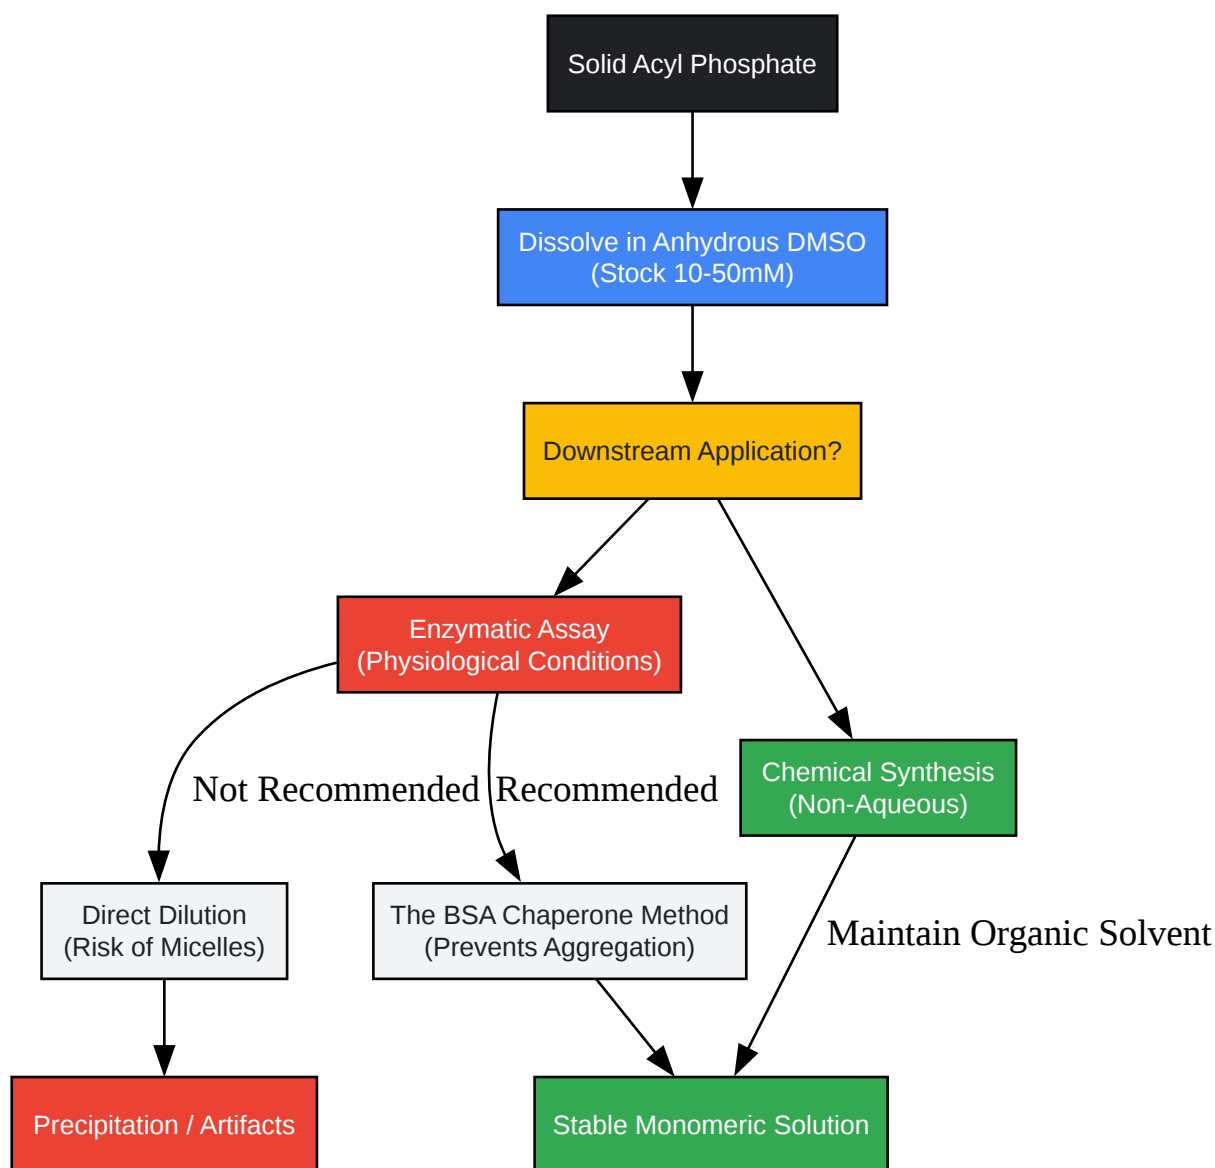 Solid Acyl Phosphate
Dissolve in Anhydrous DMSO
(Stock 10-50mM)
Downstream Application?
Enzymatic Assay
(Physiological Conditions)
Chemical Synthesis
(Non-Aqueous)
Not Recommended
Recommended
Direct Dilution
(Risk of Micelles)
The BSA Chaperone Method
(Prevents Aggregation)
Maintain Organic Solvent
Precipitation / Artifacts
Stable Monomeric Solution